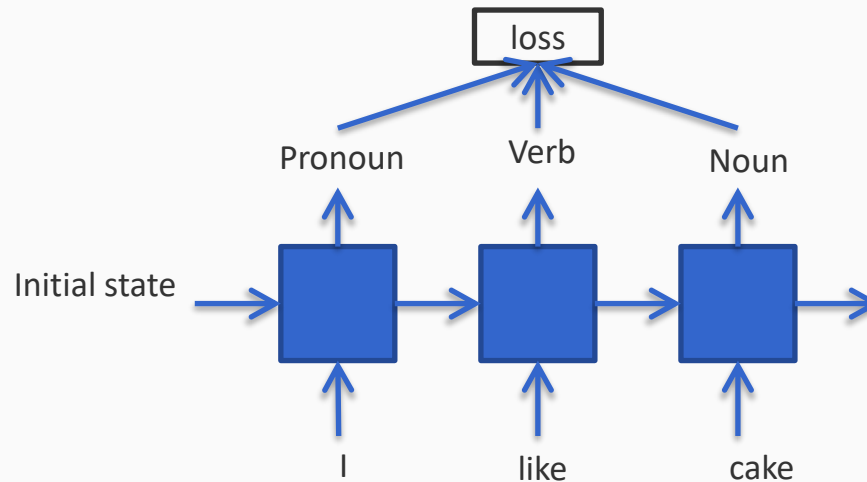 loss
Pronoun
Verb
Noun
Initial state
I
like
cake